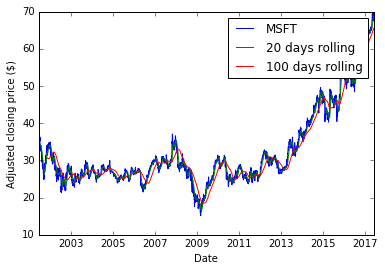 70
60
50
40
30
20
10
Adjusted closing price ($)
MSFT
20 days rolling
100 days rolling
2003 2005 2007 2009 2011 2013 2015 2017
Date